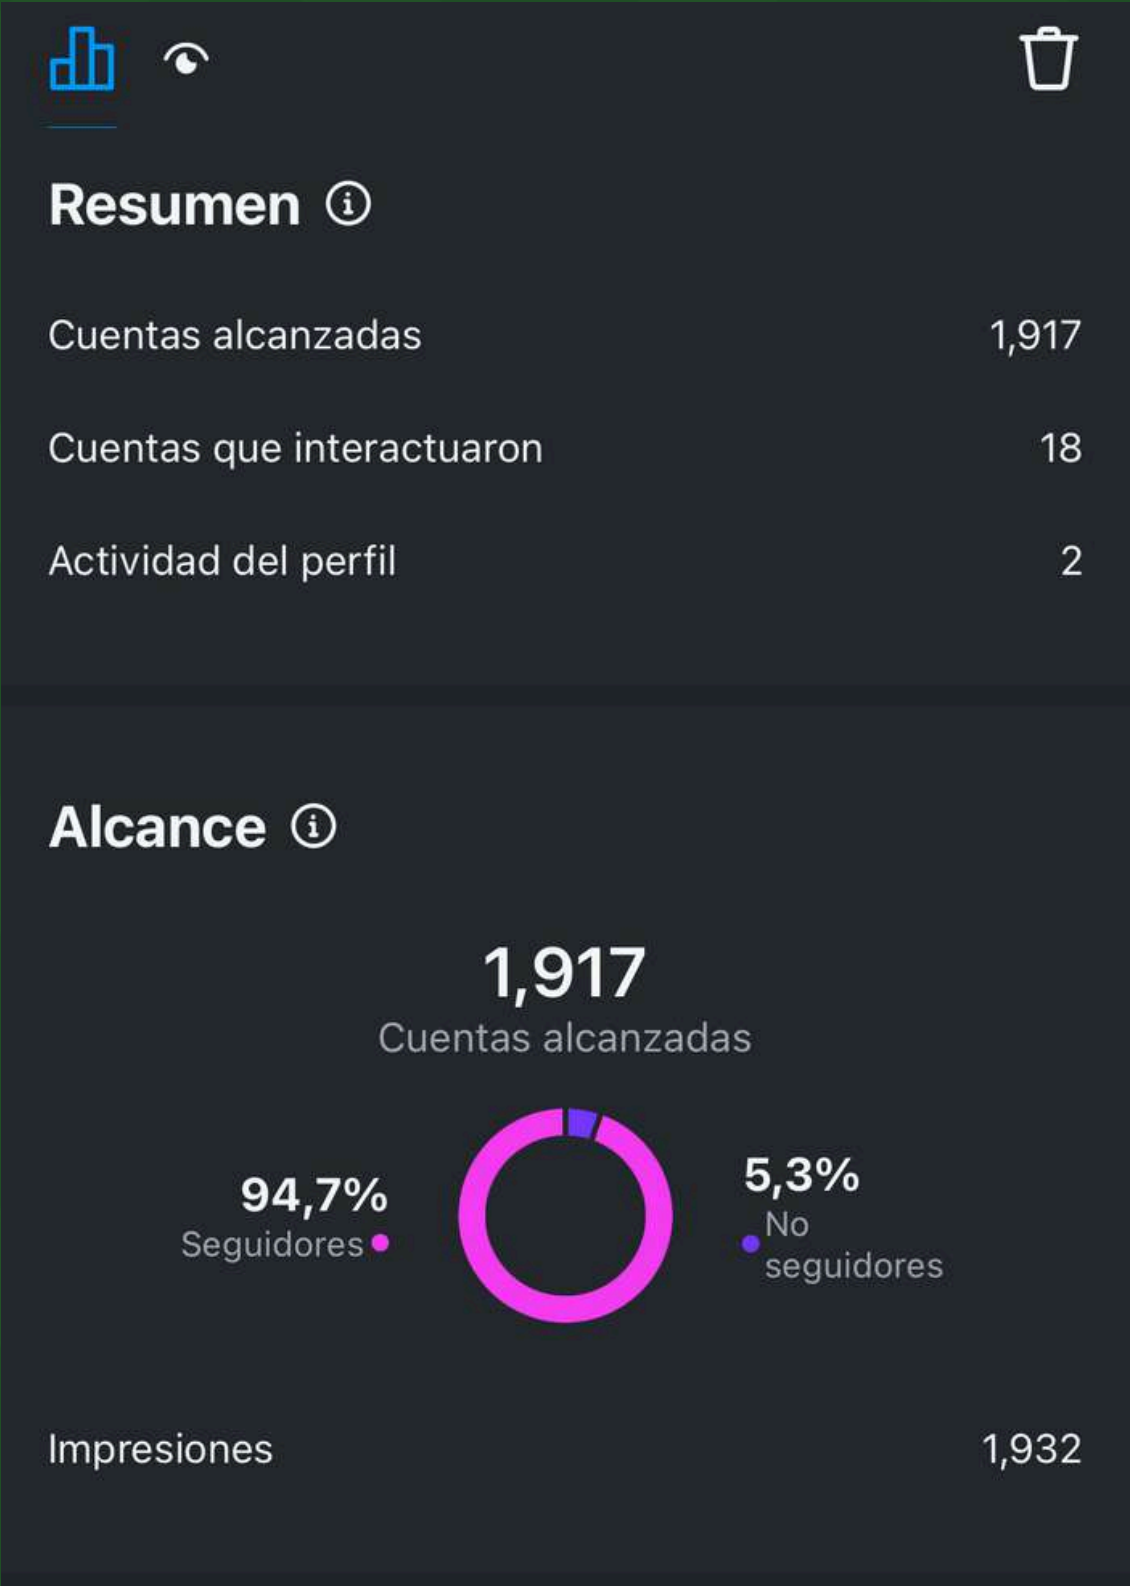 Resumen
Cuentas alcanzadas 1,917
Cuentas que interactuaron 18
Actividad del perfil 2
Alcance
1,917
Cuentas alcanzadas
94,7%
Seguidores
5,3%
No
seguidores
Impresiones 1,932